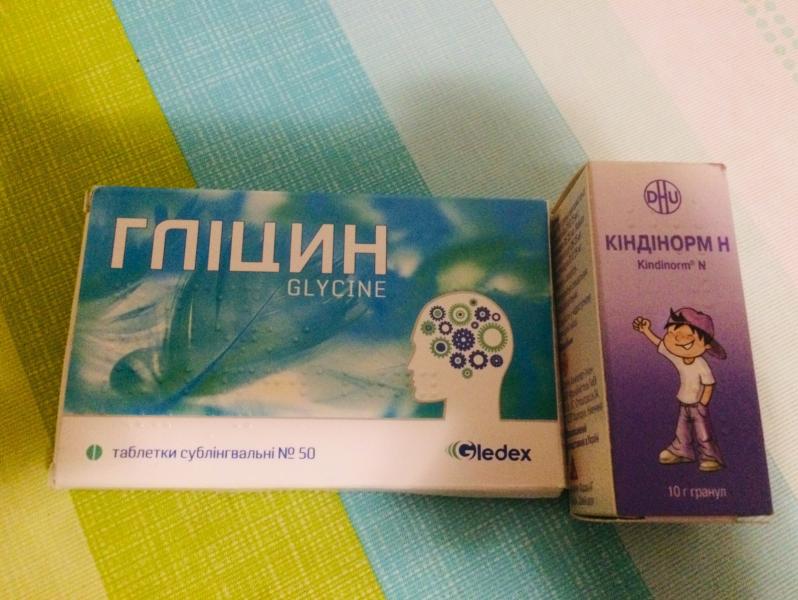 ГЛІЦИН
GLYCINE
таблетки сублінгвальні № 50
Gledex
DHU
КІНДІНОРМ Н
Kindinorm® N
10 г гранул